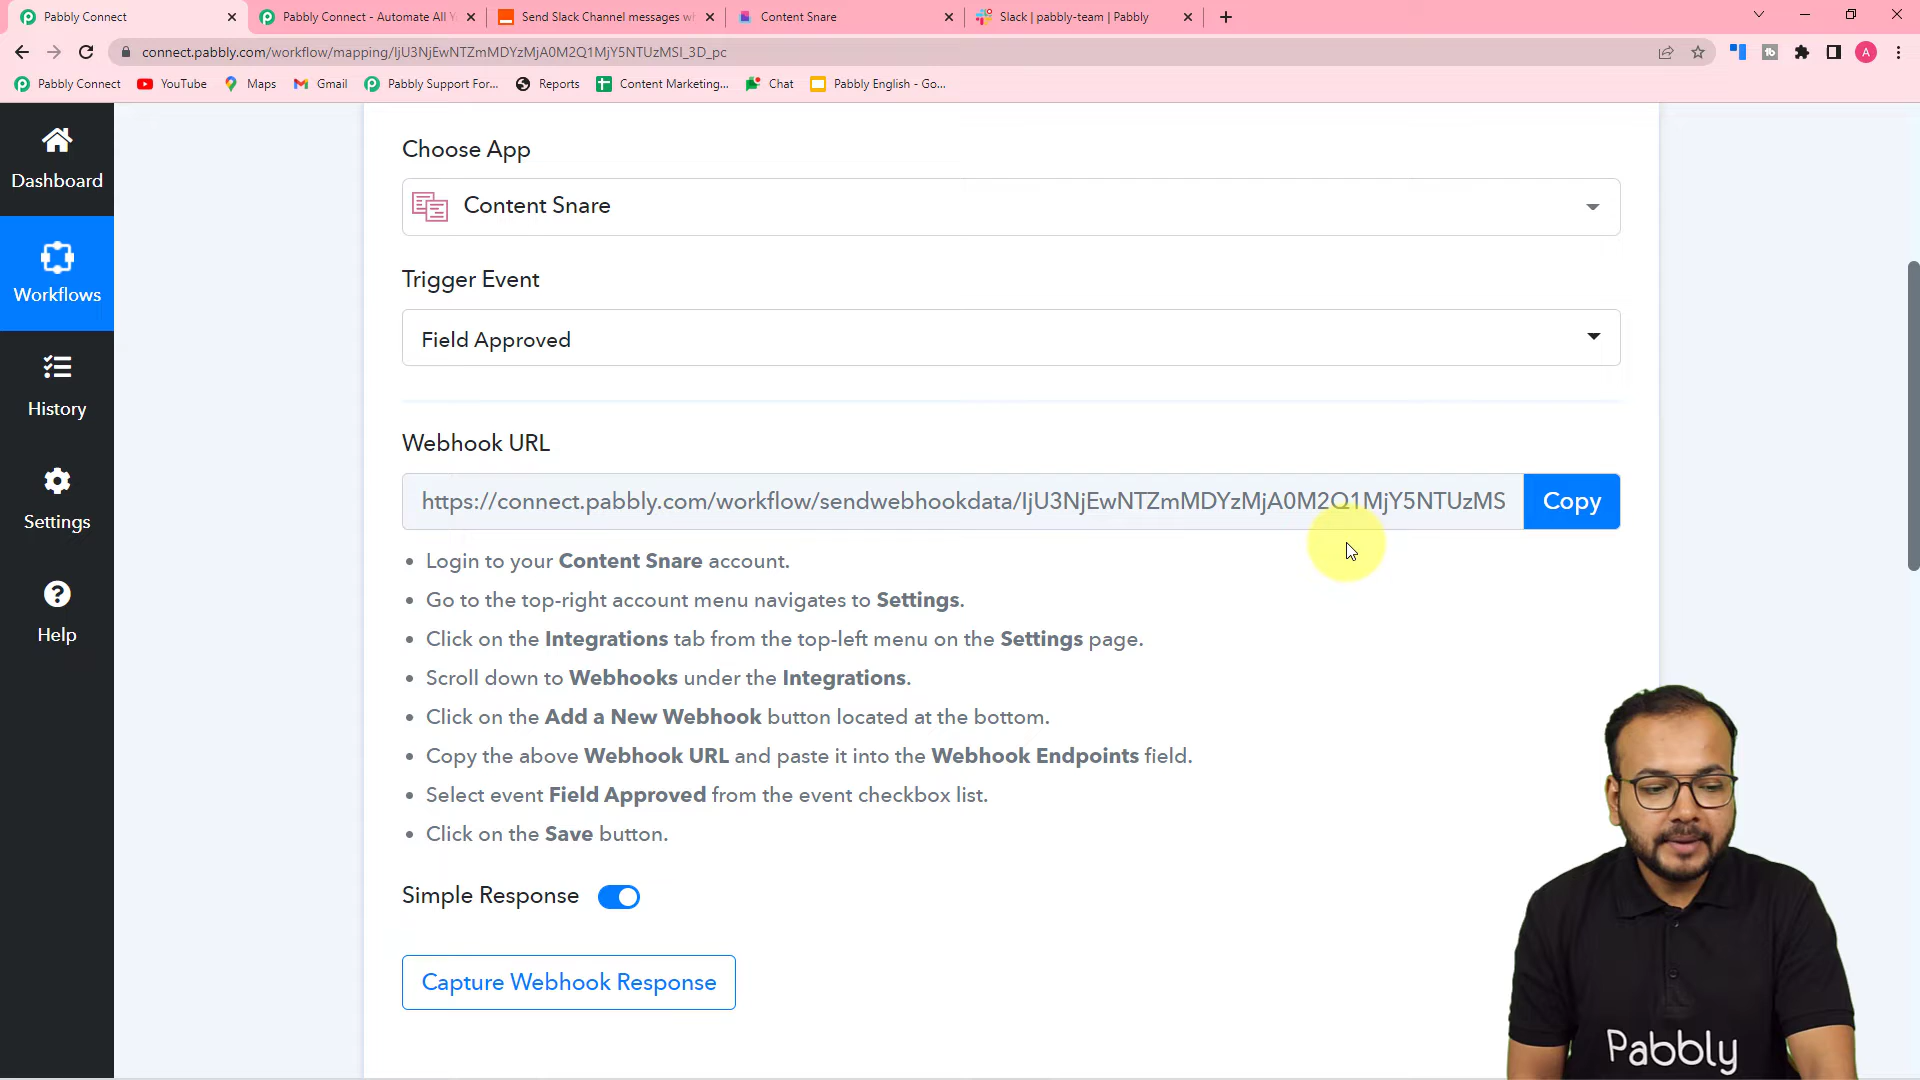 Pabbly Connect
Pabbly Connect - Automate All Y
Send Slack Channel messages w
Content Snare
Slack | pabbly-team | Pabbly
connect.pabbly.com/workflow/mapping/IjU3NjEwNTZmMDYzMjA0M2Q1MjY5NTUzMSI_3D_pc
A
Pabbly Connect
YouTube
Maps
Gmail
Pabbly Support For...
Reports
Content Marketing...
Chat
Pabbly English - Go...
Dashboard
Workflows
History
Settings
Help
Choose App
Content Snare
Trigger Event
Field Approved
Webhook URL
https://connect.pabbly.com/workflow/sendwebhookdata/IjU3NjEwNTZmMDYzMjA0M2Q1MjY5NTUzMS
Copy
Login to your Content Snare account.
Go to the top-right account menu navigates to Settings.
Click on the Integrations tab from the top-left menu on the Settings page.
Scroll down to Webhooks under the Integrations.
Click on the Add a New Webhook button located at the bottom.
Copy the above Webhook URL and paste it into the Webhook Endpoints field.
Select event Field Approved from the event checkbox list.
Click on the Save button.
Simple Response
Capture Webhook Response
Pabbly